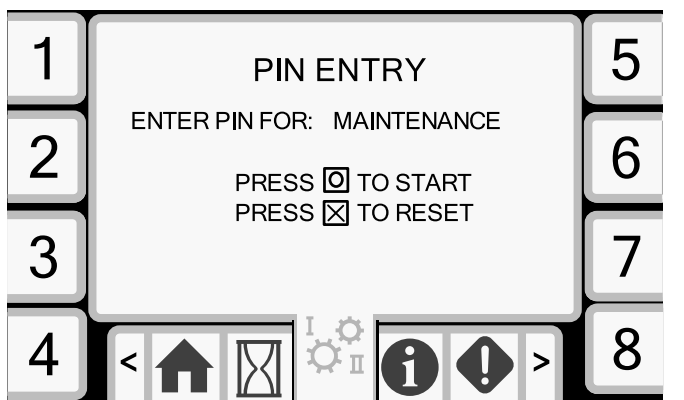 1
PIN ENTRY
5
ENTER PIN FOR: MAINTENANCE
2
6
PRESS O TO START
PRESS X TO RESET
3
7
I
II
4
<
i
!
>
8